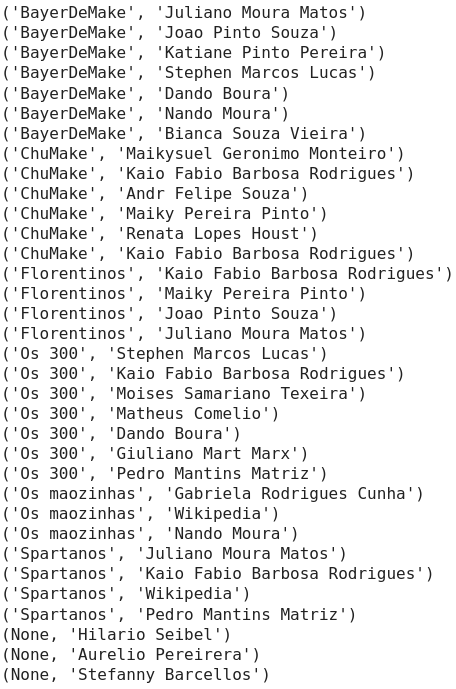 ('BayerDeMake', 'Juliano Moura Matos')
('BayerDeMake', 'Joao Pinto Souza')
('BayerDeMake', 'Katiane Pinto Pereira')
('BayerDeMake', 'Stephen Marcos Lucas')
('BayerDeMake', 'Dando Boura')
('BayerDeMake', 'Nando Moura')
('BayerDeMake', 'Bianca Souza Vieira')
('ChuMake', 'Maikysuel Geronimo Monteiro')
('ChuMake', 'Kaio Fabio Barbosa Rodrigues')
('ChuMake', 'Andr Felipe Souza')
('ChuMake', 'Maiky Pereira Pinto')
('ChuMake', 'Renata Lopes Houst')
('ChuMake', 'Kaio Fabio Barbosa Rodrigues')
('Florentinos', 'Kaio Fabio Barbosa Rodrigues')
('Florentinos', 'Maiky Pereira Pinto')
('Florentinos', 'Joao Pinto Souza')
('Florentinos', 'Juliano Moura Matos')
('Os 300', 'Stephen Marcos Lucas')
('Os 300', 'Kaio Fabio Barbosa Rodrigues')
('Os 300', 'Moises Samariano Texeira')
('Os 300', 'Matheus Comelio')
('Os 300', 'Dando Boura')
('Os 300', 'Giuliano Mart Marx')
('Os 300', 'Pedro Mantins Matriz')
('Os maozinhas', 'Gabriela Rodrigues Cunha')
('Os maozinhas', 'Wikipedia')
('Os maozinhas', 'Nando Moura')
('Spartanos', 'Juliano Moura Matos')
('Spartanos', 'Kaio Fabio Barbosa Rodrigues')
('Spartanos', 'Wikipedia')
('Spartanos', 'Pedro Mantins Matriz')
(None, 'Hilario Seibel')
(None, 'Aurelio Pereirera')
(None, 'Stefanny Barcellos')